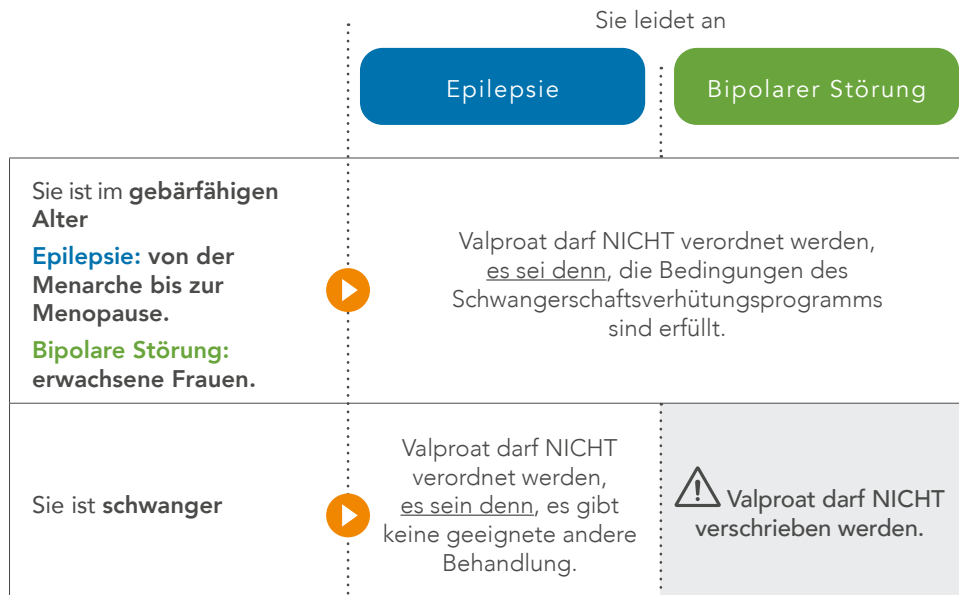 Sie leidet an
Epilepsie
Bipolarer Störung
Sie ist im gebärfähigen
Alter
Epilepsie: von der
Menarche bis zur
Menopause.
Bipolare Störung:
erwachsene Frauen.
Valproat darf NICHT verordnet werden,
es sei denn, die Bedingungen des
Schwangerschaftsverhütungsprogramms
sind erfüllt.
Sie ist schwanger
Valproat darf NICHT
verordnet werden,
es sein denn, es gibt
keine geeignete andere
Behandlung.
Valproat darf NICHT
verschrieben werden.